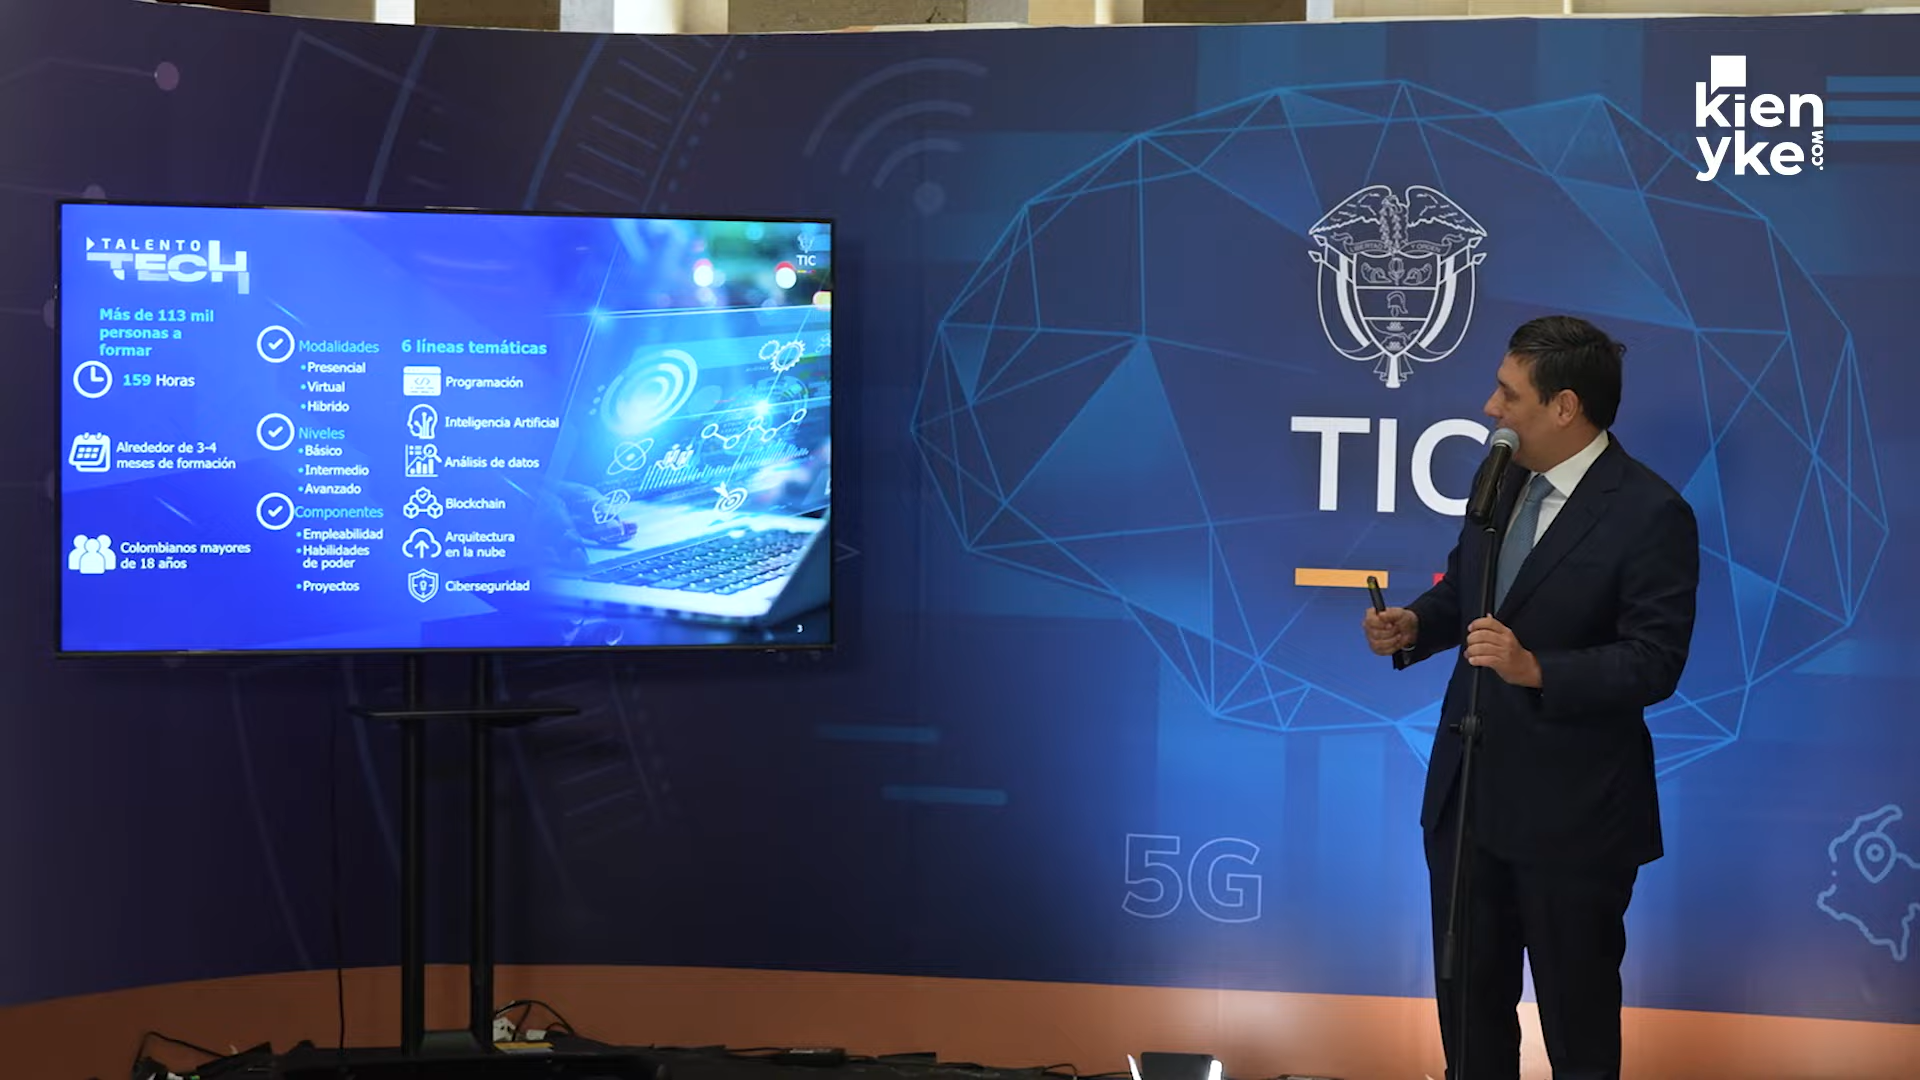 kien
yke
.com
TALENTO
TECH
TIC
Más de 113 mil
personas a
formar
159 Horas
Alrededor de 3-4
meses de formación
Colombianos mayores
de 18 años
Modalidades
• Presencial
• Virtual
• Híbrido
Niveles
• Básico
• Intermedio
• Avanzado
Componentes
• Empleabilidad
• Habilidades
de poder
• Proyectos
6 líneas temáticas
Programación
Inteligencia Artificial
Análisis de datos
Blockchain
Arquitectura
en la nube
Ciberseguridad
3
LIBERTAD Y ORDEN
TIC
5G